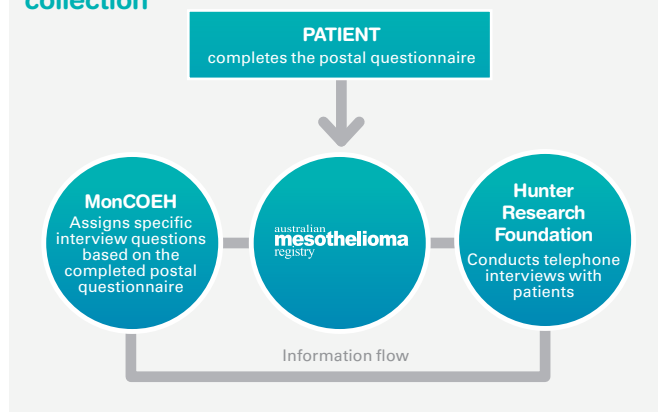 collection
PATIENT
completes the postal questionnaire
MonCOEH
Assigns specific
interview questions
based on the
completed postal
questionnaire
australian
mesothelioma
registry
Hunter
Research
Foundation
Conducts telephone
interviews with
patients
Information flow